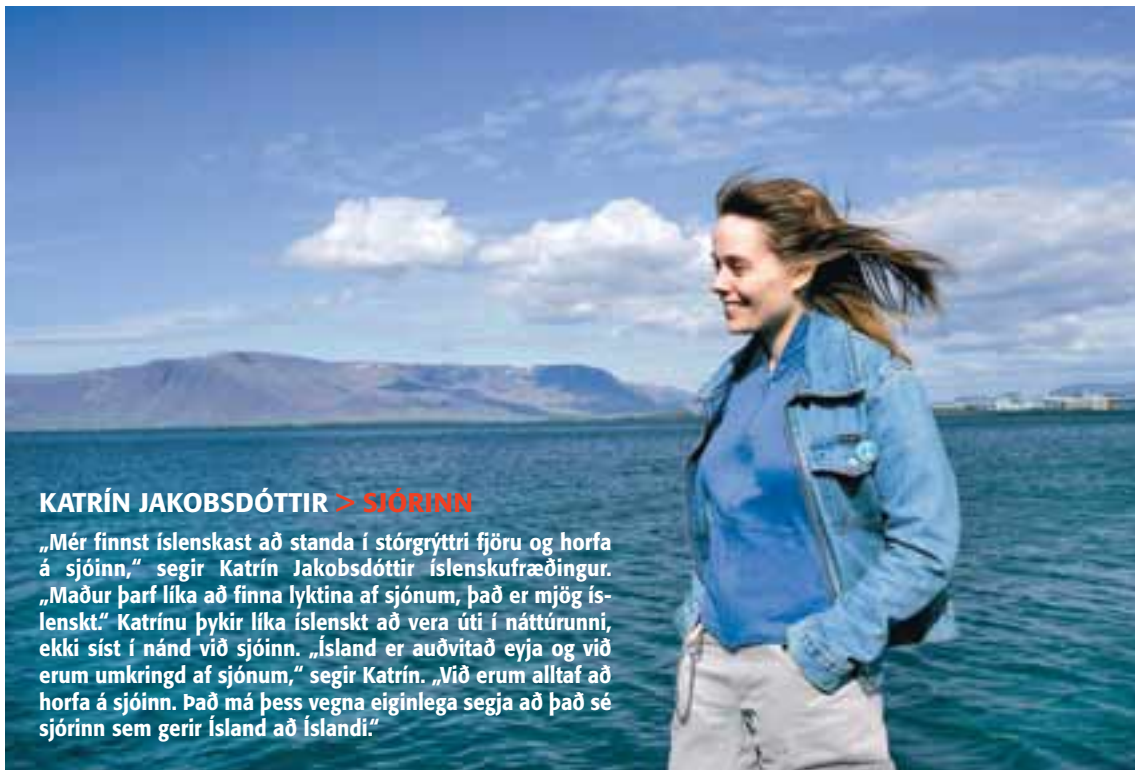 KATRÍN JAKOBSDÓTTIR > SJÓRINN
„Mér finnst íslenskast að standa í stórgrýttri fjöru og horfa
á sjóinn,“ segir Katrín Jakobsdóttir íslenskufræðingur.
„Maður þarf líka að finna lyktina af sjónum, það er mjög ís-
lenskt.“ Katrínu þykir líka íslenskt að vera úti í náttúrunni,
ekki síst í nánd við sjóinn. „Ísland er auðvitað eyja og við
erum umkringd af sjónum,“ segir Katrín. „Við erum alltaf að
horfa á sjóinn. Það má þess vegna eiginlega segja að það sé
sjórinn sem gerir Ísland að Íslandi.“